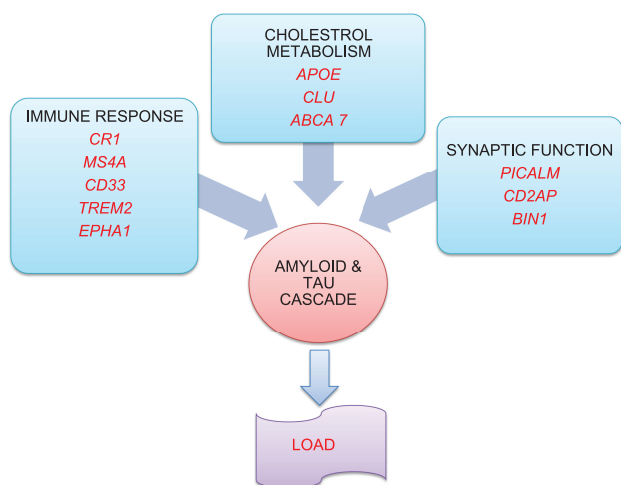 CHOLESTROL
METABOLISM
APOE
CLU
ABCA 7
IMMUNE RESPONSE
CR1
MS4A
CD33
TREM2
EPHA1
SYNAPTIC FUNCTION
PICALM
CD2AP
BIN1
AMYLOID &
TAU
CASCADE
LOAD